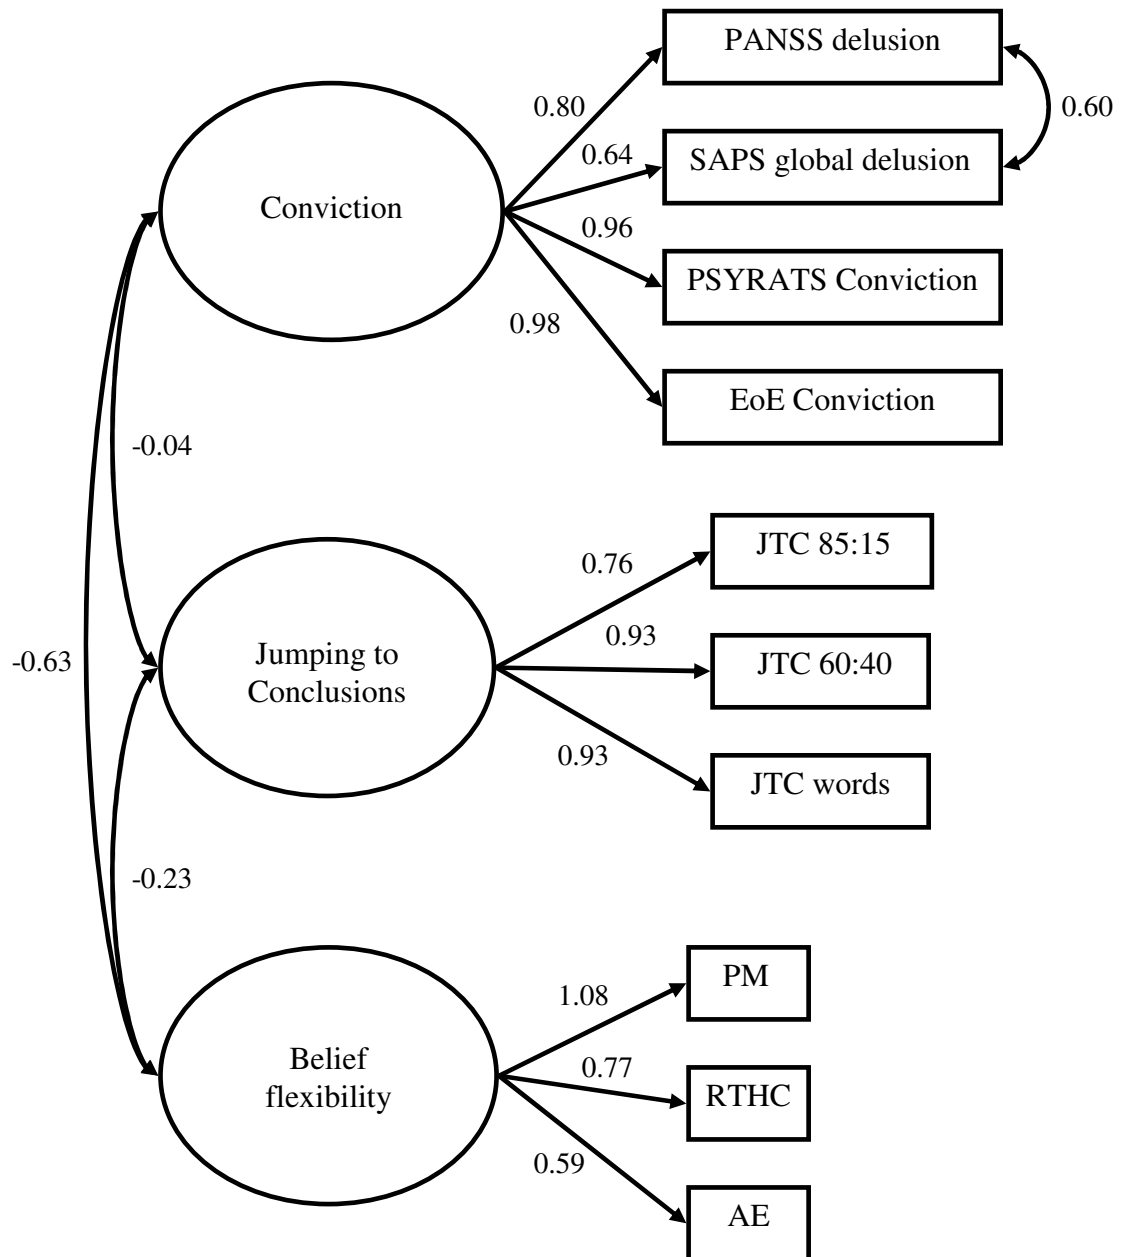 PANSS delusion
0.80
0.60
0.64
SAPS global delusion
Conviction
0.96
PSYRATS Conviction
0.98
EoE Conviction
-0.04
JTC 85:15
0.76
0.93
Jumping to
Conclusions
JTC 60:40
-0.63
0.93
JTC words
-0.23
PM
1.08
Belief
flexibility
0.77
RTHC
0.59
AE